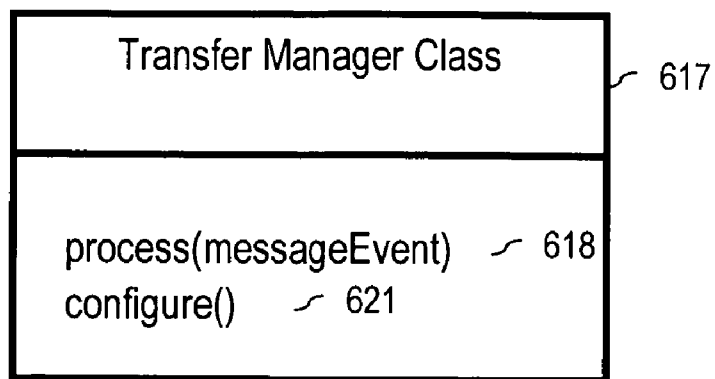 Transfer Manager Class
617
process(messageEvent) 618
configure() 621